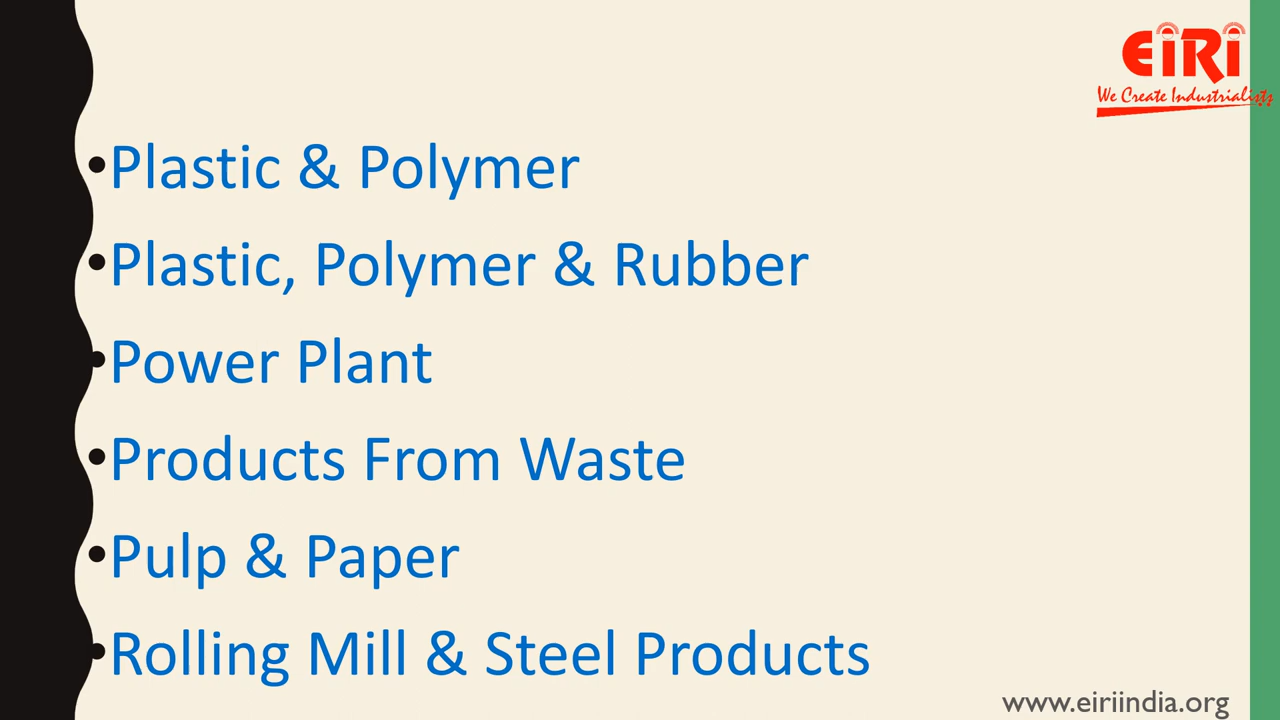 EiRi
We Create Industrialists
•Plastic & Polymer
•Plastic, Polymer & Rubber
•Power Plant
•Products From Waste
•Pulp & Paper
•Rolling Mill & Steel Products
www.eiriindia.org